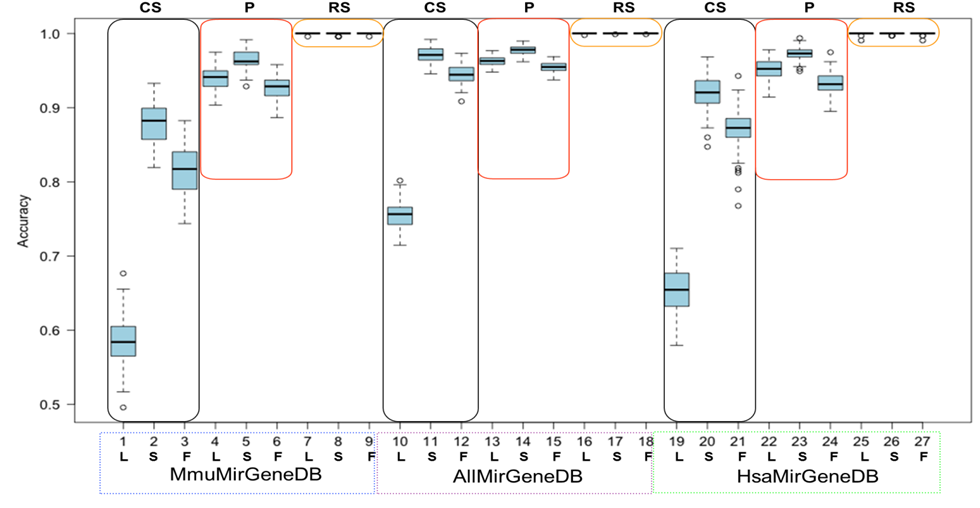 CS P RS CS P RS CS P RS
1.0
0.9
0.8
0.7
0.6
0.5
Accuracy
1 2 3 4 5 6 7 8 9 10 11 12 13 14 15 16 17 18 19 20 21 22 23 24 25 26 27
L S F L S F L S F L S F L S F L S F L S F L S F L S F
MmuMirGeneDB AllMirGeneDB HsaMirGeneDB